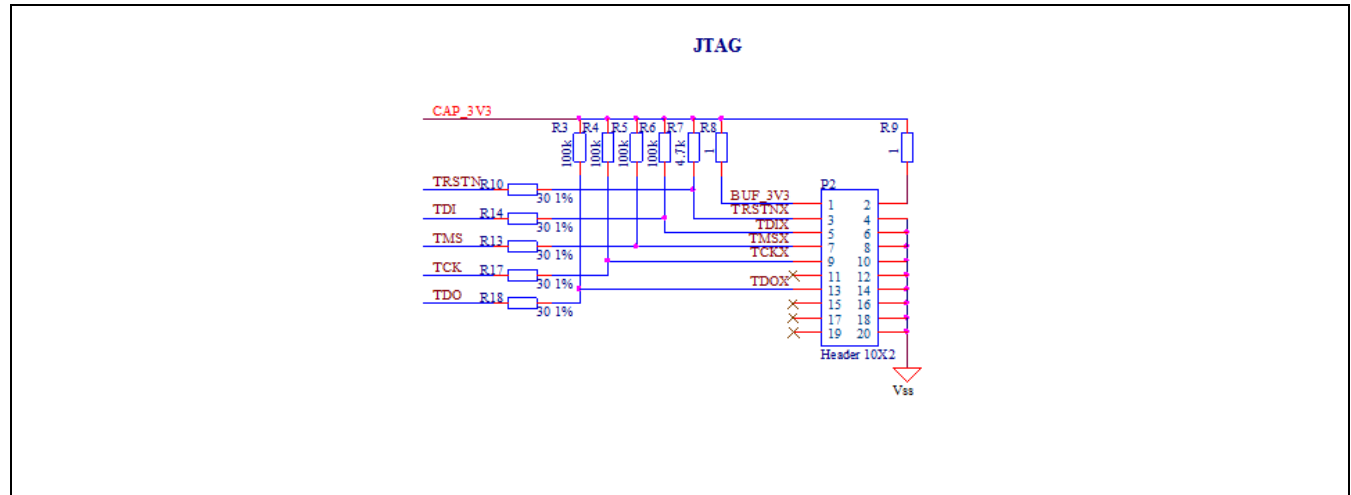 JTAG
CAP_3V3
R3 R4 R5 R6 R7 R8 R9
100k 100k 100k 100k 4.7k 1 1
P2
TRSTN R10 30 1%
BUF_3V3 1 2
TRSTNX 3 4
TDI R14 30 1%
TDIX 5 6
TMS R13 30 1%
TMSX 7 8
TCKX 9 10
TCK R17 30 1%
11 12
TDOX 13 14
TDO R18 30 1%
15 16
17 18
19 20
Header 10X2
Vss